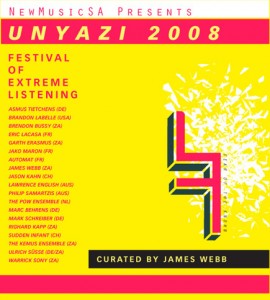 NewMusicSA Presents
UNYAZI 2008
FESTIVAL
OF
EXTREME
LISTENING
ASMUS TIETCHENS (DE)
BRANDON LABELLE (USA)
BRENDON BUSSY (ZA)
ERIC LACASA (FR)
GARTH ERASMUS (ZA)
JAKO MARON (FR)
AUTOMAT (FR)
JAMES WEBB (ZA)
JASON KAHN (CH)
LAWRENCE ENGLISH (AUS)
PHILIP SAMARTZIS (AUS)
THE POW ENSEMBLE (NL)
MARC BEHRENS (DE)
MARK SCHREIBER (DE)
RIGHARD KAPP (ZA)
SUDDEN INFANT (CH)
THE KEMUS ENSEMBLE (ZA)
ULRICH SÜSSE (DE/ZA)
WARRICK SONY (ZA)
CURATED BY JAMES WEBB